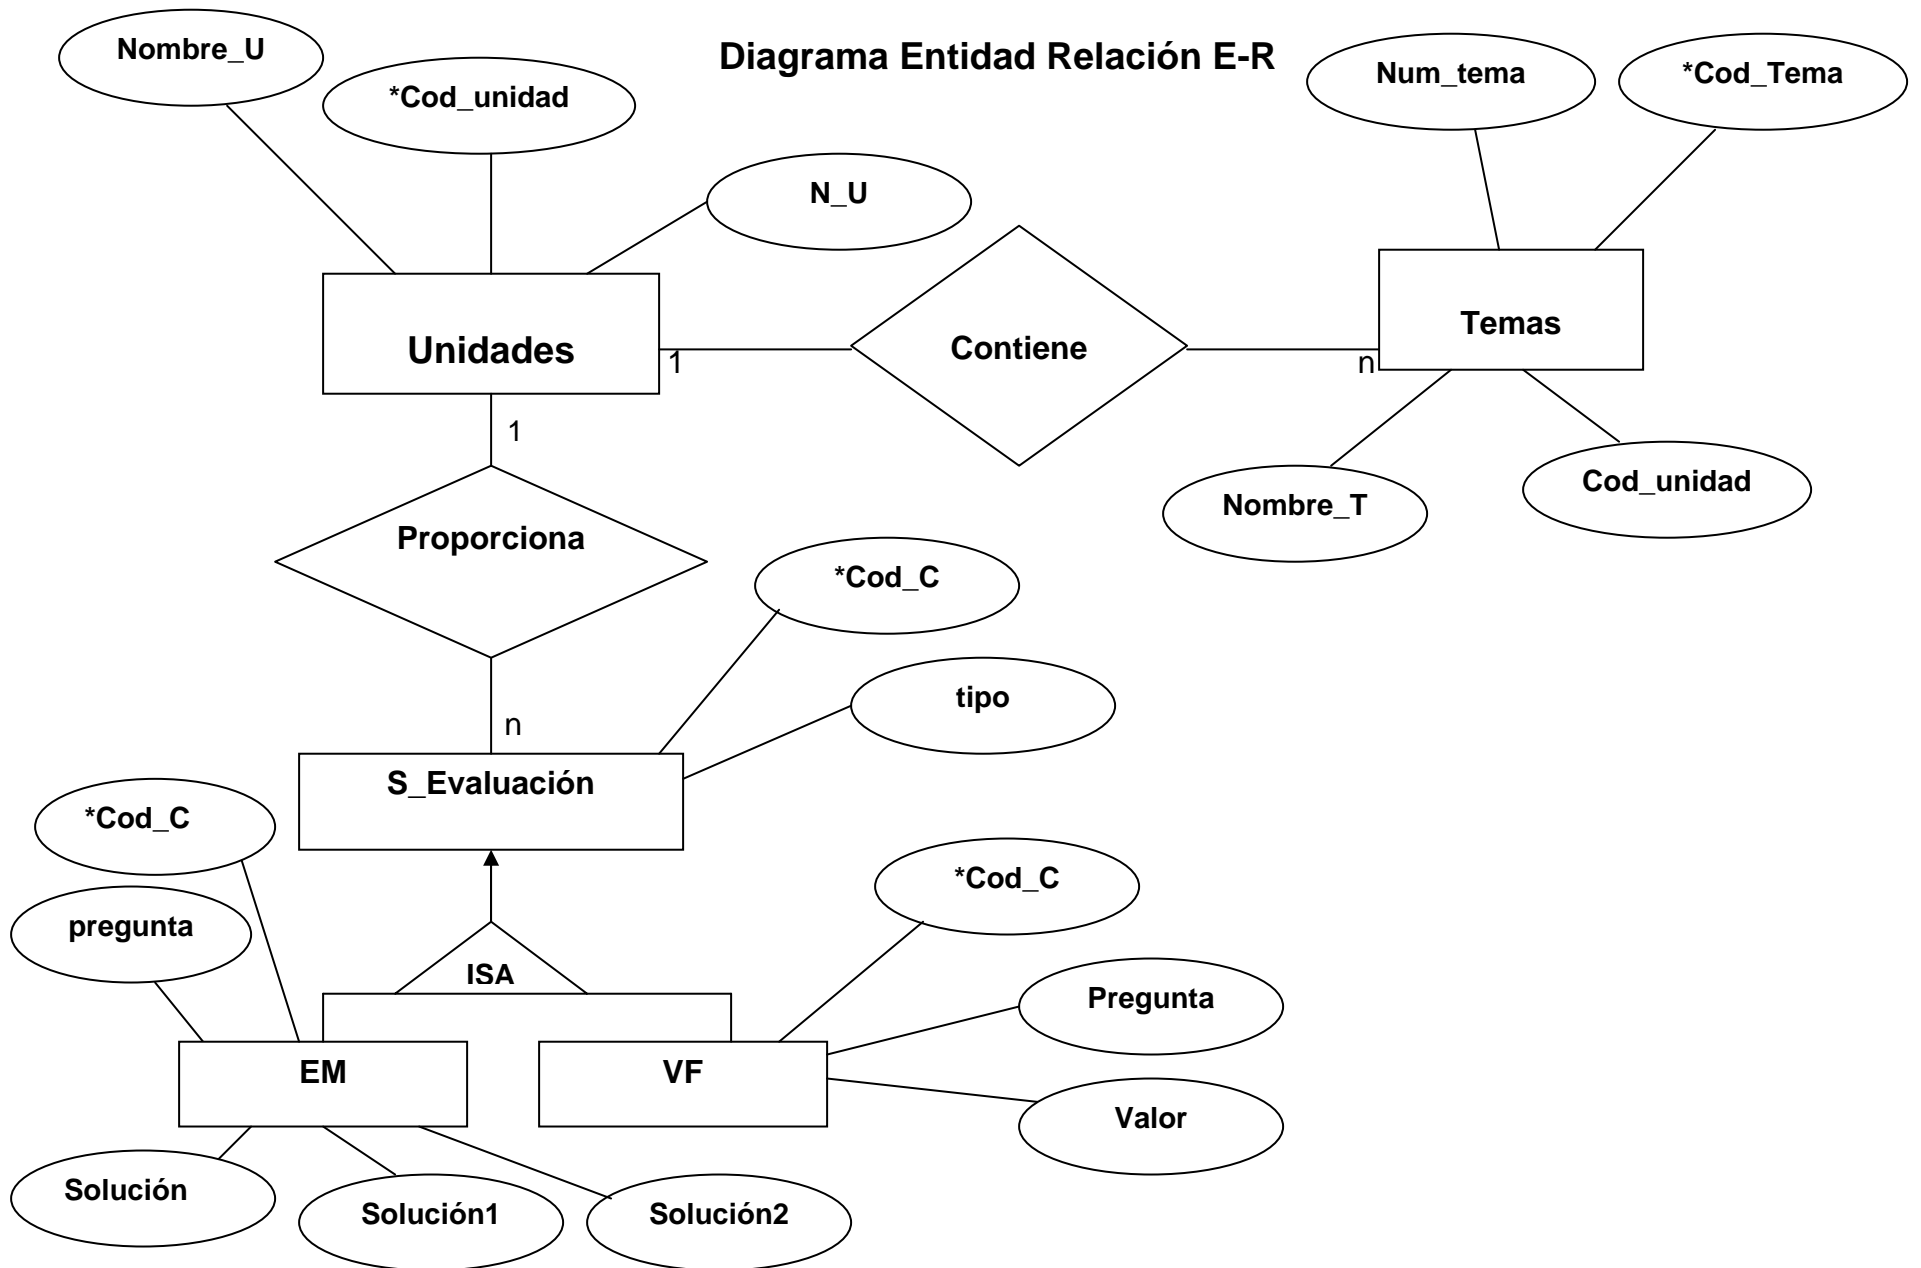 Nombre_U
Diagrama Entidad Relación E-R
Num_tema
*Cod_Tema
*Cod_unidad
N_U
Unidades
1
Contiene
n
Temas
1
Nombre_T
Cod_unidad
Proporciona
*Cod_C
tipo
n
S_Evaluación
*Cod_C
*Cod_C
pregunta
ISA
Pregunta
EM
VF
Valor
Solución
Solución1
Solución2